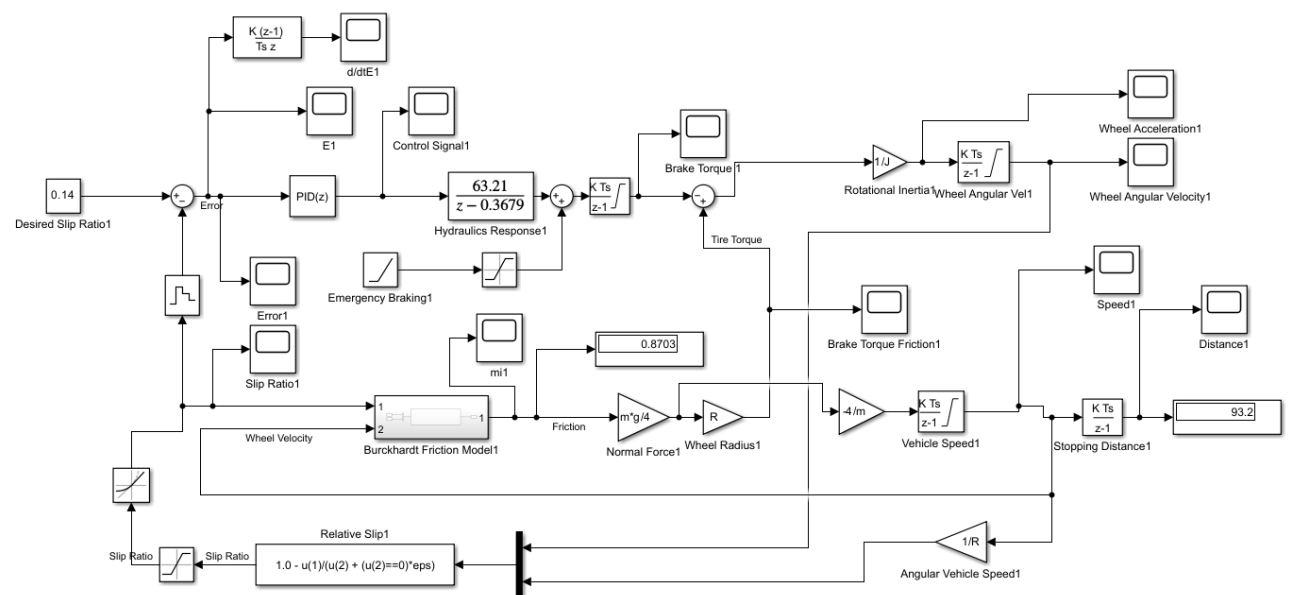 K (z-1)
Ts z
d/dtE1
E1
Control Signal1
Brake Torque 1
Wheel Acceleration1
0.14
Desired Slip Ratio1
+
−
Error
PID(z)
63.21
z − 0.3679
Hydraulics Response1
+
+
K Ts
z-1
−
+
1/J
Rotational Inertia1
K Ts
z-1
Wheel Angular Vel1
Wheel Angular Velocity1
Tire Torque
Emergency Braking1
Error1
Speed1
Slip Ratio1
mi1
0.8703
Brake Torque Friction1
Distance1
1
2
1
Burckhardt Friction Model1
Wheel Velocity
Friction
m*g/4
Normal Force1
R
Wheel Radius1
-4/m
K Ts
z-1
Vehicle Speed1
K Ts
z-1
Stopping Distance1
93.2
Relative Slip1
Slip Ratio
Slip Ratio
1.0 - u(1)/(u(2) + (u(2)==0)*eps)
1/R
Angular Vehicle Speed1